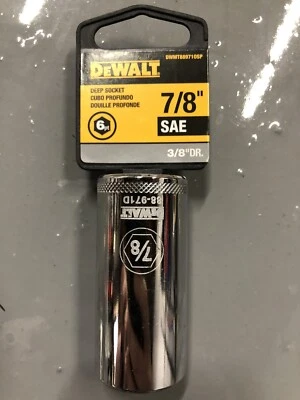 DEWALT
DWMT88971OSP
DEEP SOCKET
CUBO PROFUNDO
DOUILLE PROFONDE
7/8"
6pt
SAE
3/8"DR.
88-971D
DEWALT
7/8